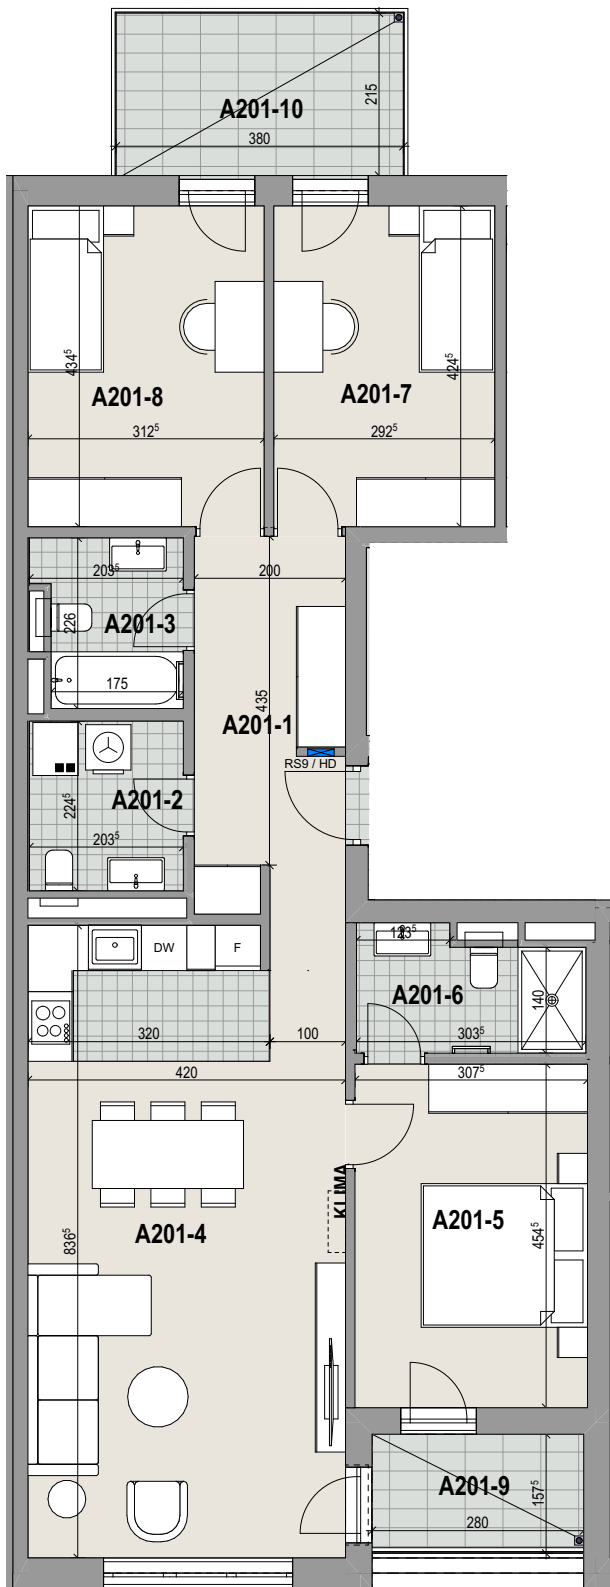 A201-10
215
380
A201-8
A201-7
434⁵
424⁵
312⁵
292⁵
203⁵
200
A201-3
226
175
435
A201-1
RS9 / HD
A201-2
224⁵
203⁵
DW
F
123⁵
A201-6
140
320
100
303⁵
420
307⁵
KLIMA
A201-4
A201-5
836⁵
454⁵
A201-9
157⁵
280